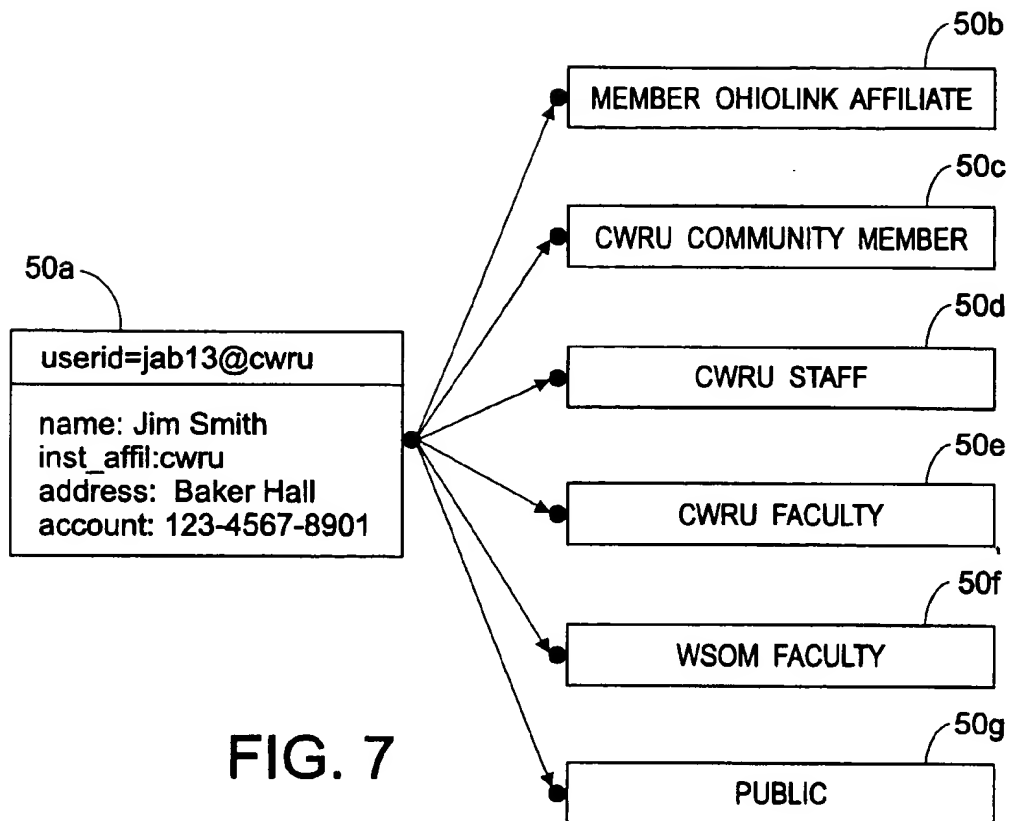 50b
MEMBER OHIOLINK AFFILIATE
50c
CWRU COMMUNITY MEMBER
50a
50d
userid=jab13@cwru
CWRU STAFF
name: Jim Smith
inst_affil:cwru
address: Baker Hall
account: 123-4567-8901
50e
CWRU FACULTY
50f
WSOM FACULTY
50g
PUBLIC
FIG. 7